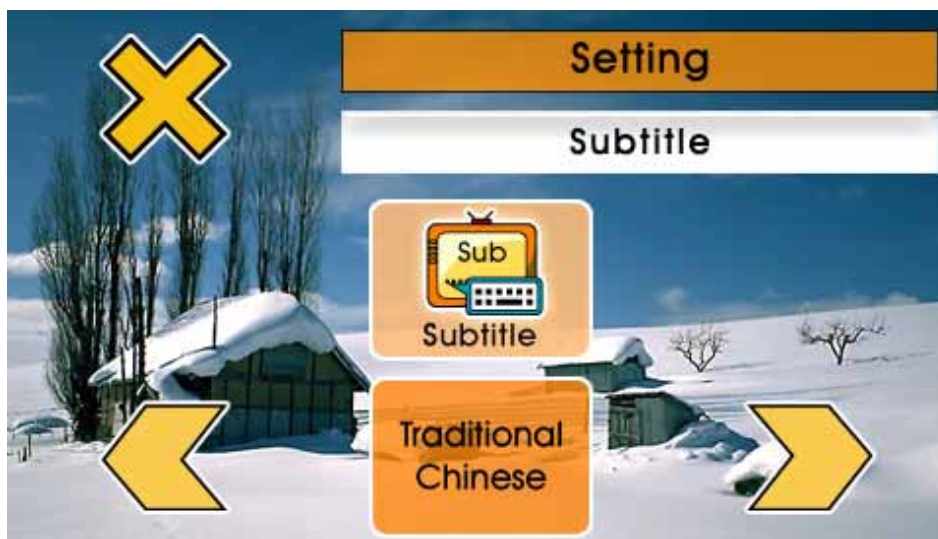 Setting
Subtitle
Sub
Subtitle
Traditional
Chinese